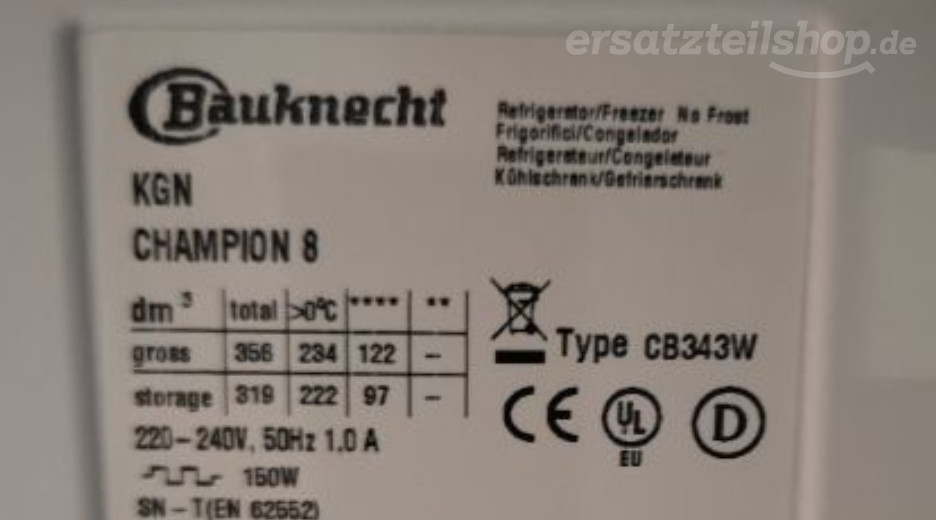 ersatzteilshop.de
Bauknecht
Refrigerator/Freezer No Frost
Frigorifici/Congelador
Refrigerateur/Congelateur
Kühlschrank/Gefrierschrank
KGN
CHAMPION 8
dm³ total >0°C **** **
gross 356 234 122 –
storage 319 222 97 –
Type CB343W
CE UL D
EU
220–240V, 50Hz 1.0 A
150W
SN – T(EN 62552)